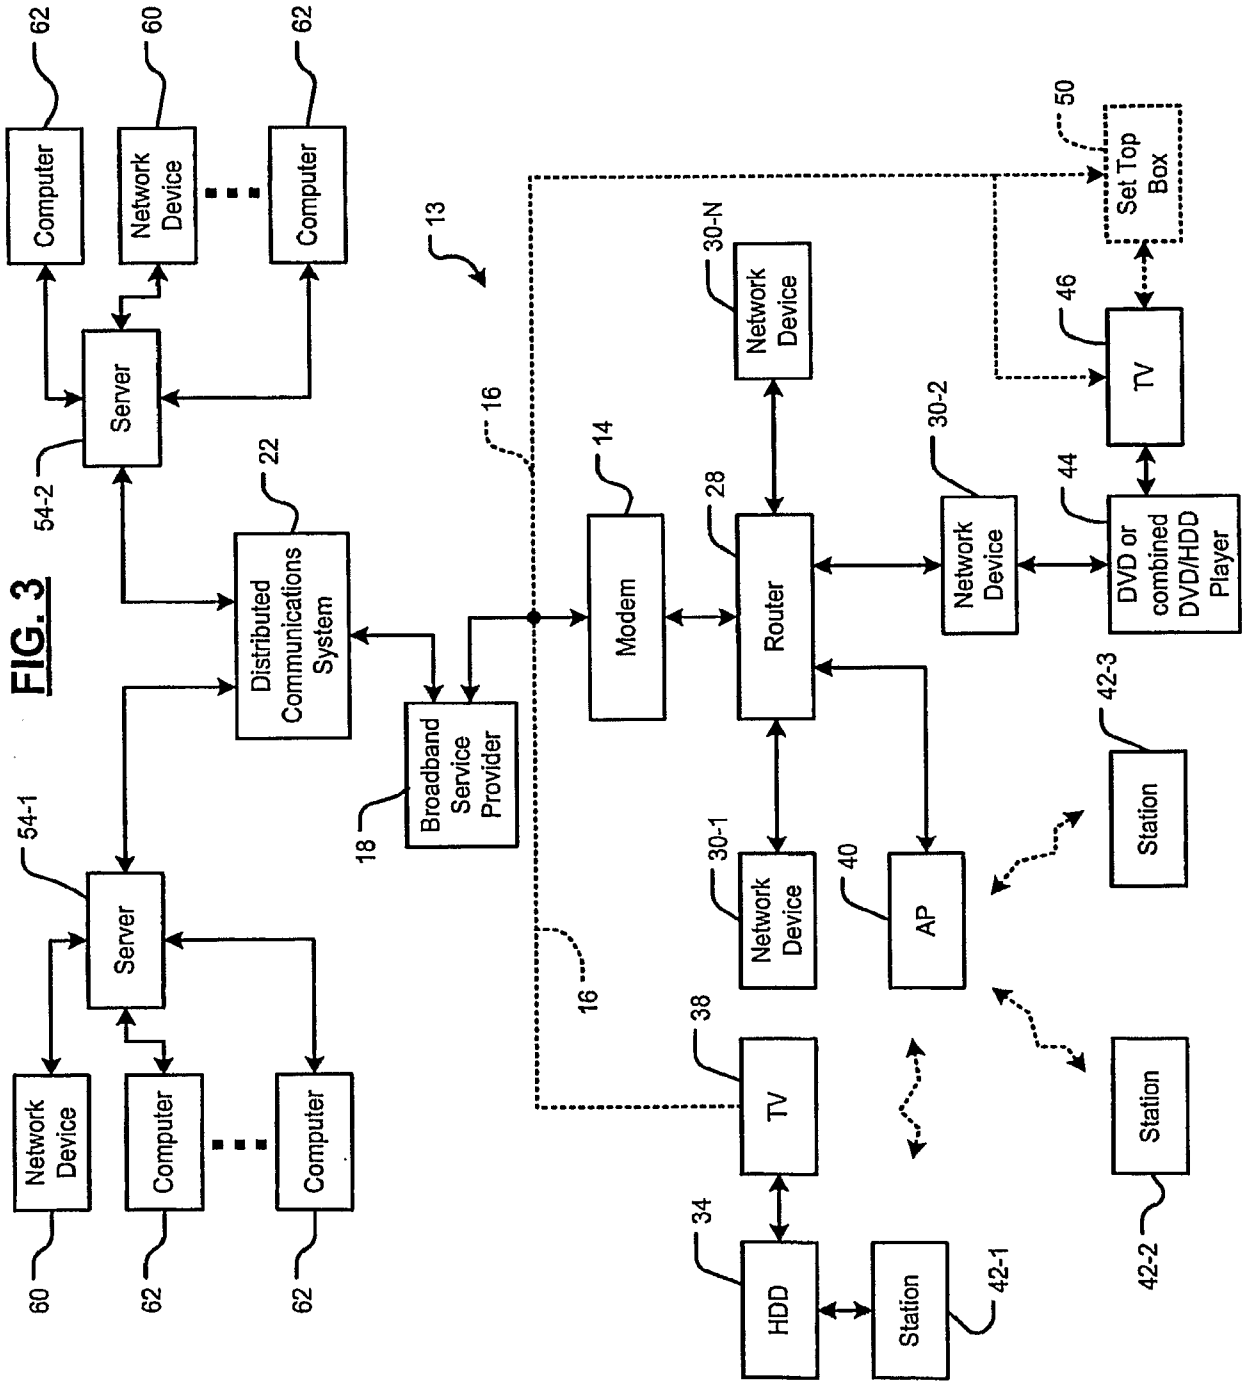 FIG. 3
60
Network
Device
62
Computer
62
Computer
54-1
Server
54-2
Server
62
Computer
60
Network
Device
62
Computer
22
Distributed
Communications
System
18
Broadband
Service
Provider
13
16
16
14
Modem
34
HDD
38
TV
30-1
Network
Device
28
Router
30-N
Network
Device
42-1
Station
40
AP
30-2
Network
Device
42-2
Station
42-3
Station
44
DVD or
combined
DVD/HDD
Player
46
TV
50
Set Top
Box